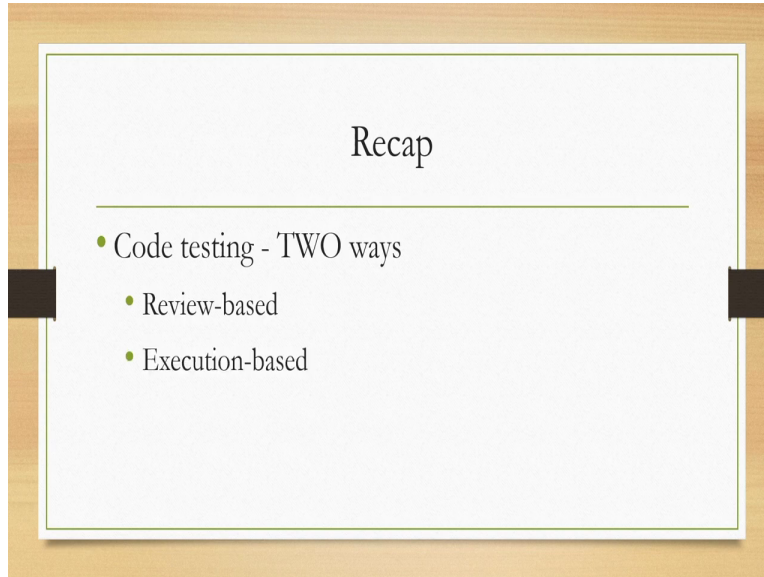 Recap
• Code testing - TWO ways
• Review-based
• Execution-based